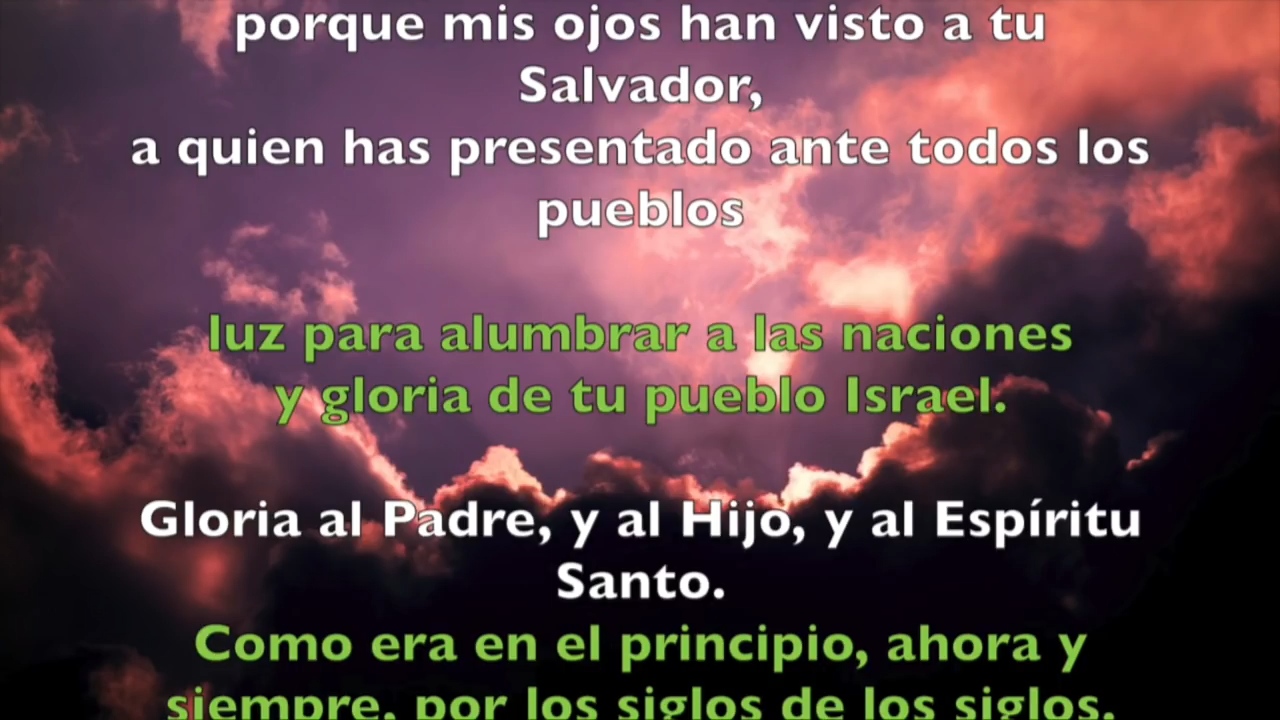 porque mis ojos han visto a tu
Salvador,
a quien has presentado ante todos los
pueblos
luz para alumbrar a las naciones
y gloria de tu pueblo Israel.
Gloria al Padre, y al Hijo, y al Espíritu
Santo.
Como era en el principio, ahora y
siempre, por los siglos de los siglos.